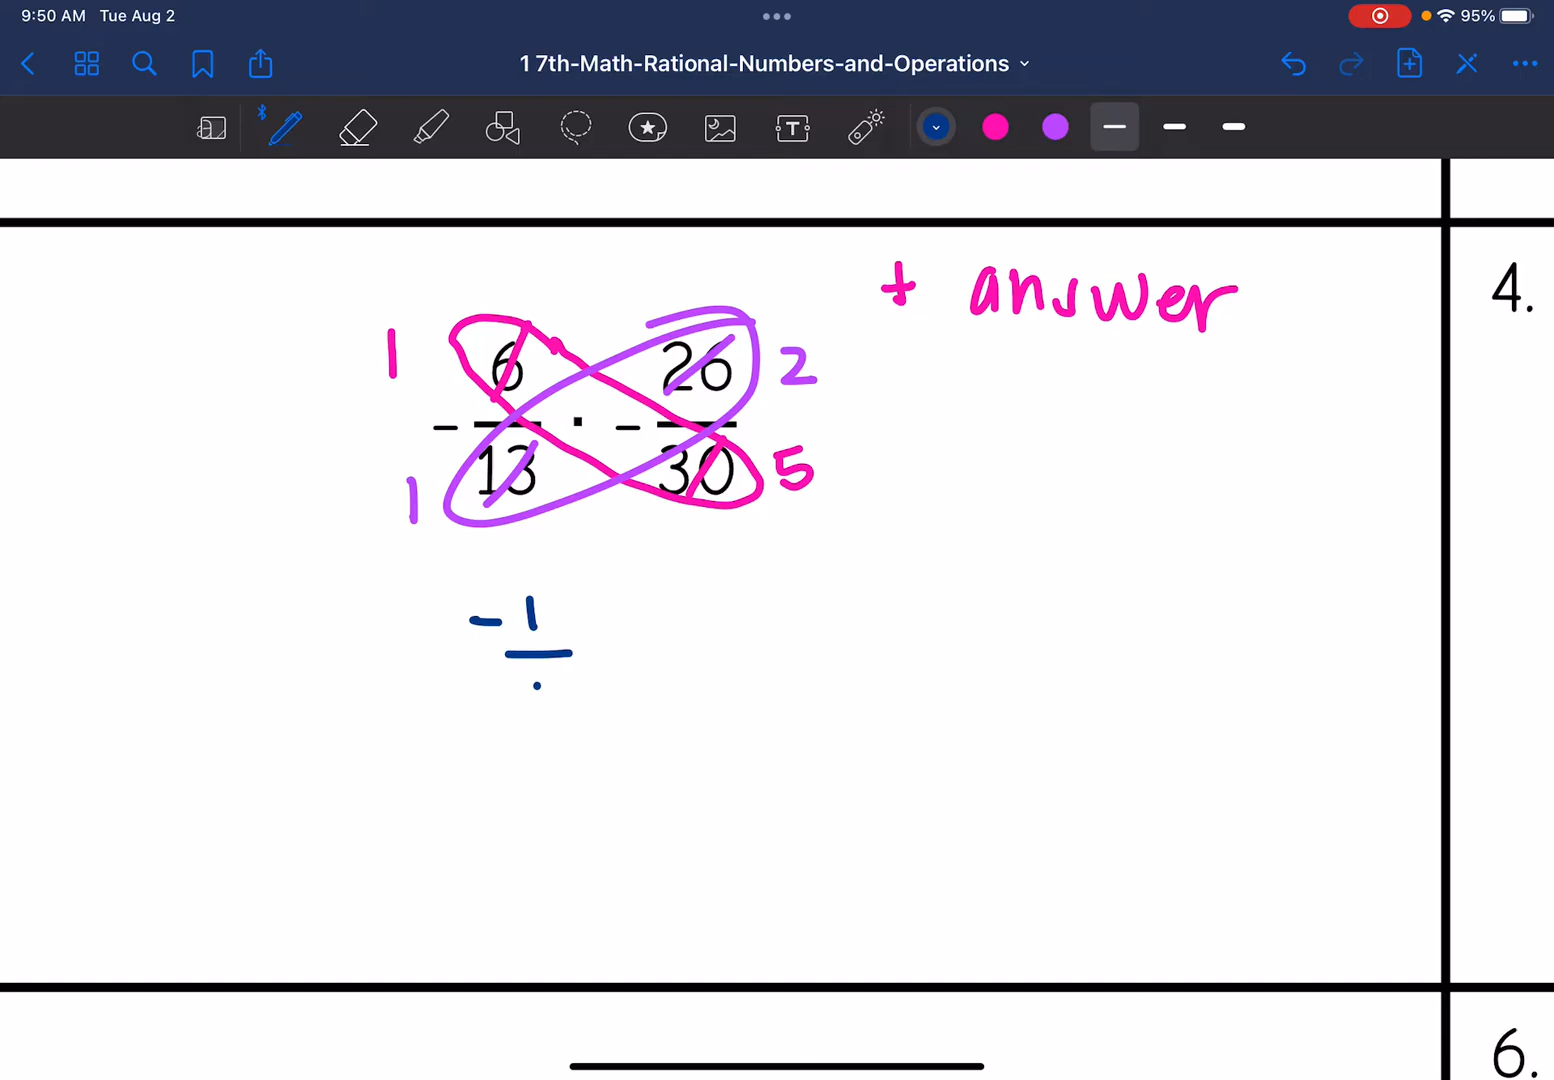 9:50 AM Tue Aug 2
95%
1 7th-Math-Rational-Numbers-and-Operations
T
+ answer
4.
1 6 26 2
- · -
1 13 30 5
- 1
6.